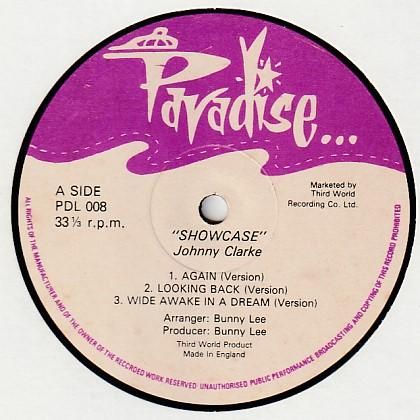 Paradise...
A SIDE
PDL 008
33⅓ r.p.m.
Marketed by
Third World
Recording Co. Ltd.
"SHOWCASE"
Johnny Clarke
1. AGAIN (Version)
2. LOOKING BACK (Version)
3. WIDE AWAKE IN A DREAM (Version)
Arranger: Bunny Lee
Producer: Bunny Lee
Third World Product
Made in England
ALL RIGHTS OF THE MANUFACTURER AND OF THE OWNER OF THE RECCROED WORK RESERVED UNAUTHORISED PUBLIC PERFORMANCE BROADCASTING AND COPYING OF THIS RECORD PROHIBITED